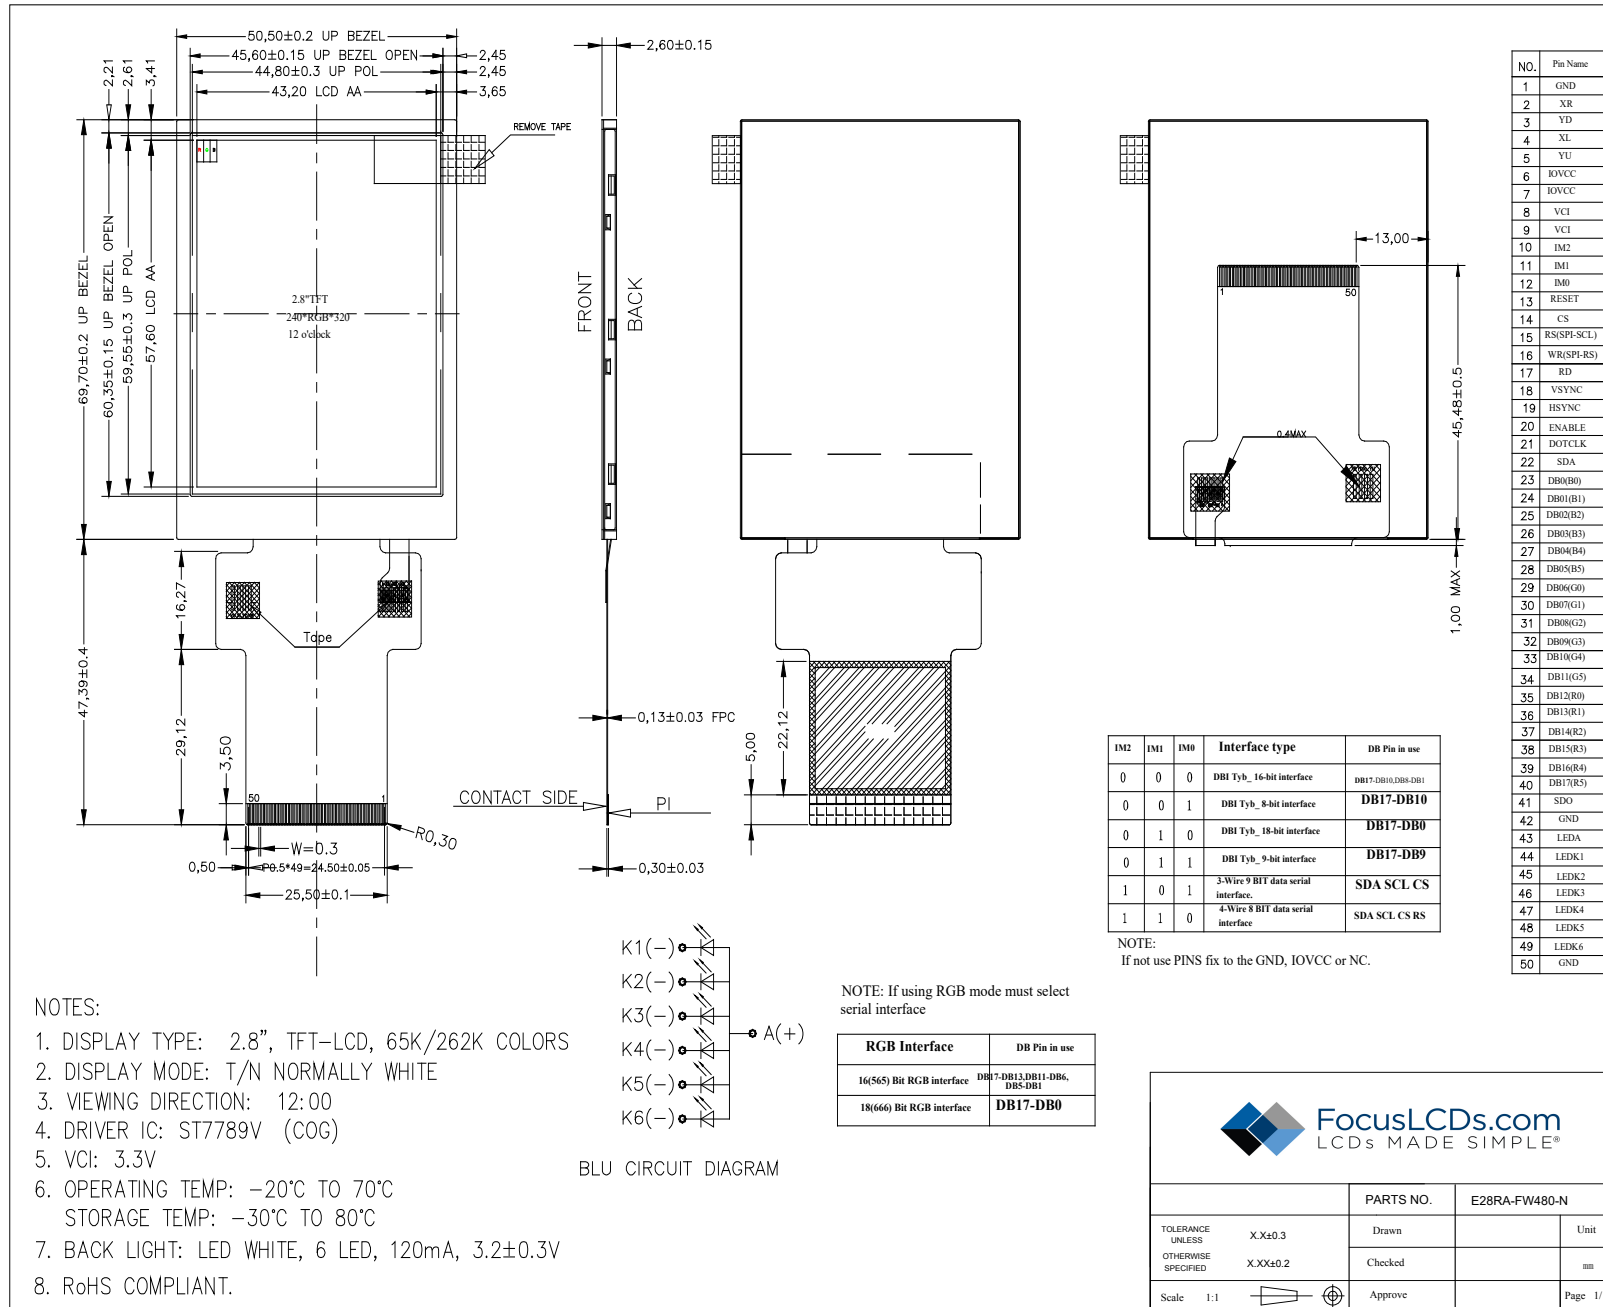 50,50±0.2 UP BEZEL
45,60±0.15 UP BEZEL OPEN
2,45
44,80±0.3 UP POL
2,45
43,20 LCD AA
3,65
2,21
2,61
3,41
69,70±0.2 UP BEZEL
60,35±0.15 UP BEZEL OPEN
59,55±0.3 UP POL
57,60 LCD AA
REMOVE TAPE
2.8"TFT
240*RGB*320
12 o'clock
47,39±0.4
16,27
29,12
3,50
Tape
50
1
R0,30
W=0.3
0,50
P0.5*49=24.50±0.05
25,50±0.1
2,60±0.15
FRONT
BACK
0,13±0.03 FPC
CONTACT SIDE
PI
0,30±0.03
22,12
5,00
13,00
1
50
0.4MAX
45,48±0.5
1,00 MAX
NO. Pin Name
1 GND
2 XR
3 YD
4 XL
5 YU
6 IOVCC
7 IOVCC
8 VCI
9 VCI
10 IM2
11 IM1
12 IM0
13 RESET
14 CS
15 RS(SPI-SCL)
16 WR(SPI-RS)
17 RD
18 VSYNC
19 HSYNC
20 ENABLE
21 DOTCLK
22 SDA
23 DB0(B0)
24 DB01(B1)
25 DB02(B2)
26 DB03(B3)
27 DB04(B4)
28 DB05(B5)
29 DB06(G0)
30 DB07(G1)
31 DB08(G2)
32 DB09(G3)
33 DB10(G4)
34 DB11(G5)
35 DB12(R0)
36 DB13(R1)
37 DB14(R2)
38 DB15(R3)
39 DB16(R4)
40 DB17(R5)
41 SDO
42 GND
43 LEDA
44 LEDK1
45 LEDK2
46 LEDK3
47 LEDK4
48 LEDK5
49 LEDK6
50 GND
IM2 IM1 IM0 Interface type DB Pin in use
0 0 0 DBI Tyb_ 16-bit interface DB17-DB10,DB8-DB1
0 0 1 DBI Tyb_ 8-bit interface DB17-DB10
0 1 0 DBI Tyb_ 18-bit interface DB17-DB0
0 1 1 DBI Tyb_ 9-bit interface DB17-DB9
1 0 1 3-Wire 9 BIT data serial interface. SDA SCL CS
1 1 0 4-Wire 8 BIT data serial interface SDA SCL CS RS
NOTE:
If not use PINS fix to the GND, IOVCC or NC.
K1(-)
K2(-)
K3(-)
K4(-)
K5(-)
K6(-)
A(+)
BLU CIRCUIT DIAGRAM
NOTE: If using RGB mode must select
serial interface
RGB Interface DB Pin in use
16(565) Bit RGB interface DB17-DB13,DB11-DB6, DB5-DB1
18(666) Bit RGB interface DB17-DB0
NOTES:
1. DISPLAY TYPE: 2.8", TFT-LCD, 65K/262K COLORS
2. DISPLAY MODE: T/N NORMALLY WHITE
3. VIEWING DIRECTION: 12:00
4. DRIVER IC: ST7789V (COG)
5. VCI: 3.3V
6. OPERATING TEMP: -20°C TO 70°C
STORAGE TEMP: -30°C TO 80°C
7. BACK LIGHT: LED WHITE, 6 LED, 120mA, 3.2±0.3V
8. RoHS COMPLIANT.
FocusLCDs.com
LCDs MADE SIMPLE®
PARTS NO. E28RA-FW480-N
TOLERANCE
UNLESS
OTHERWISE
SPECIFIED
X.X±0.3
X.XX±0.2
Drawn
Unit
Checked
mm
Scale 1:1
Approve
Page 1/